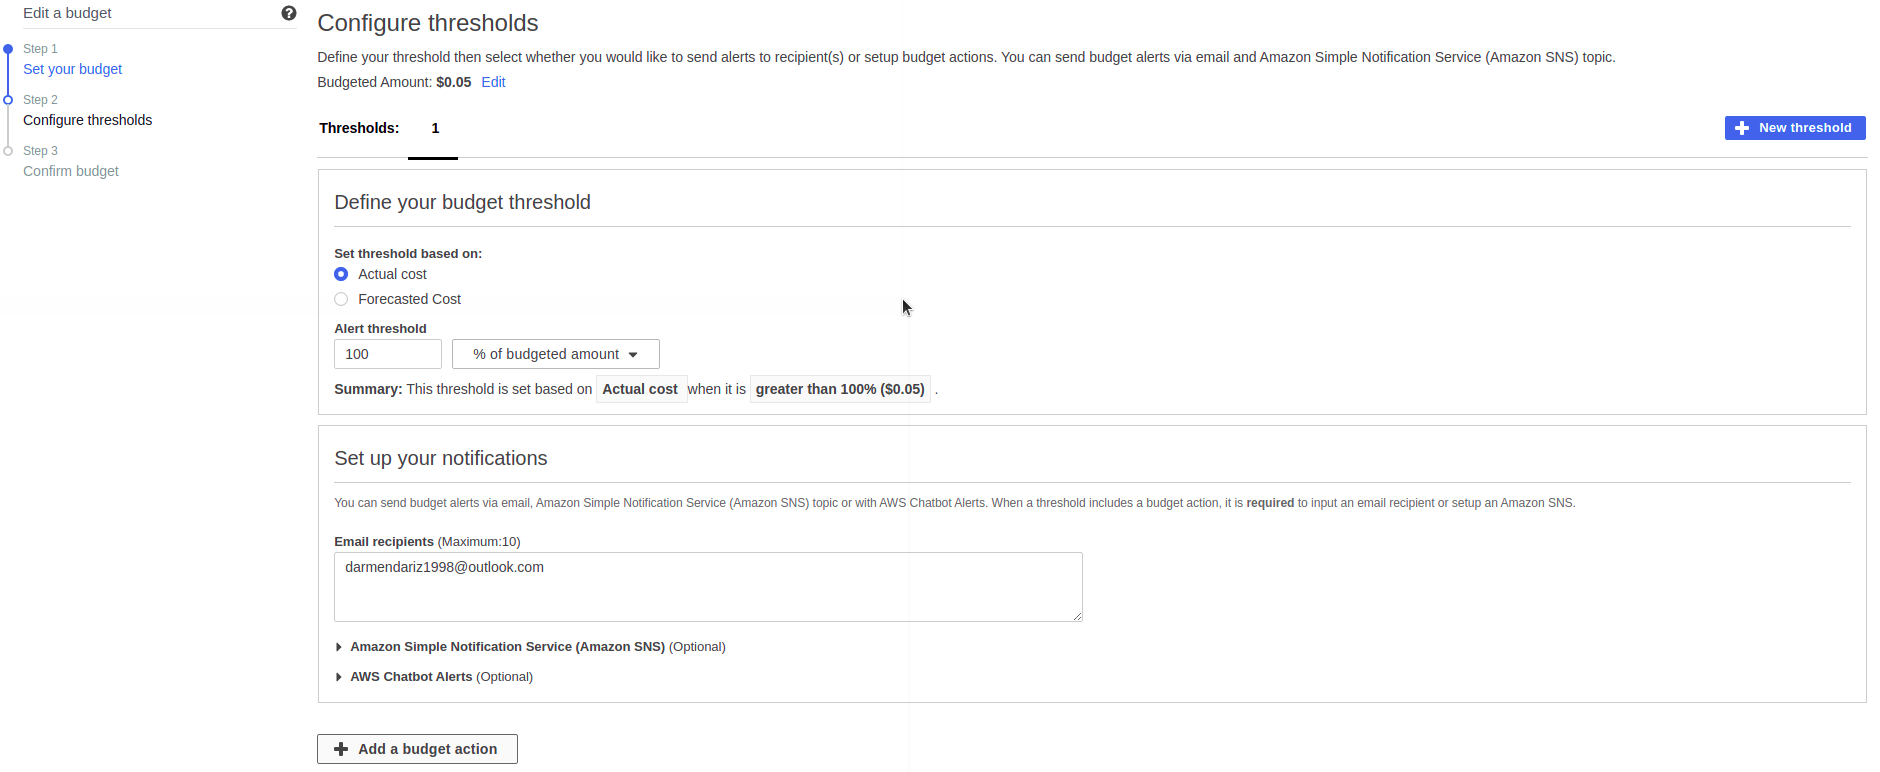 Edit a budget
Step 1
Set your budget
Step 2
Configure thresholds
Step 3
Confirm budget
Configure thresholds
Define your threshold then select whether you would like to send alerts to recipient(s) or setup budget actions. You can send budget alerts via email and Amazon Simple Notification Service (Amazon SNS) topic.
Budgeted Amount: $0.05 Edit
Thresholds: 1
New threshold
Define your budget threshold
Set threshold based on:
Actual cost
Forecasted Cost
Alert threshold
100 % of budgeted amount
Summary: This threshold is set based on Actual cost when it is greater than 100% ($0.05) .
Set up your notifications
You can send budget alerts via email, Amazon Simple Notification Service (Amazon SNS) topic or with AWS Chatbot Alerts. When a threshold includes a budget action, it is required to input an email recipient or setup an Amazon SNS.
Email recipients (Maximum:10)
darmendariz1998@outlook.com
Amazon Simple Notification Service (Amazon SNS) (Optional)
AWS Chatbot Alerts (Optional)
Add a budget action